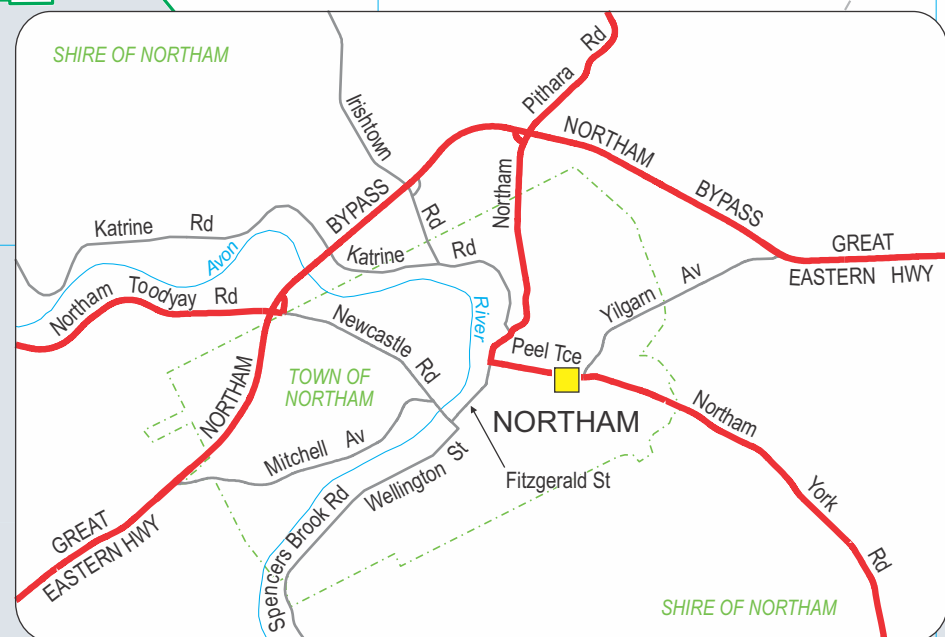 SHIRE OF NORTHAM
Pithara Rd
Irishtown Rd
NORTHAM BYPASS
Northam
BYPASS
Katrine Rd
Avon
Katrine Rd
GREAT
EASTERN HWY
Northam Toodyay Rd
River
Yilgarn Av
Newcastle Rd
Peel Tce
TOWN OF
NORTHAM
NORTHAM
NORTHAM
Northam York Rd
Mitchell Av
Wellington St
Fitzgerald St
Spencers Brook Rd
GREAT
EASTERN HWY
SHIRE OF NORTHAM